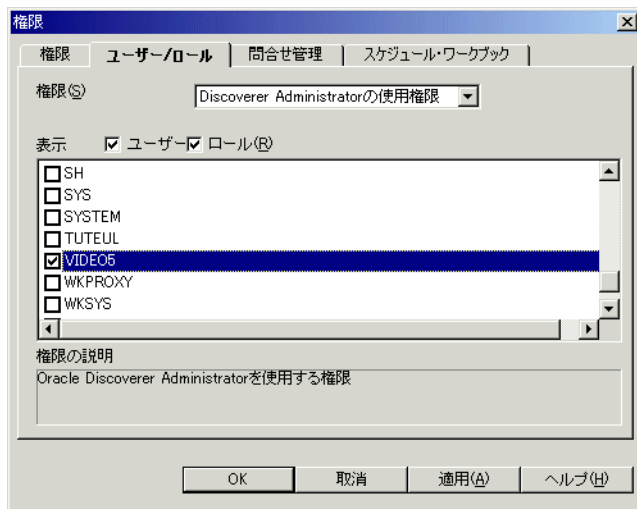 権限
権限 ユーザー/ロール 問合せ管理 スケジュール・ワークブック
権限(S) Discoverer Administratorの使用権限
表示 ユーザー ロール(R)
SH
SYS
SYSTEM
TUTEUL
VIDEO5
WKPROXY
WKSYS
権限の説明
Oracle Discoverer Administratorを使用する権限
OK 取消 適用(A) ヘルプ(H)